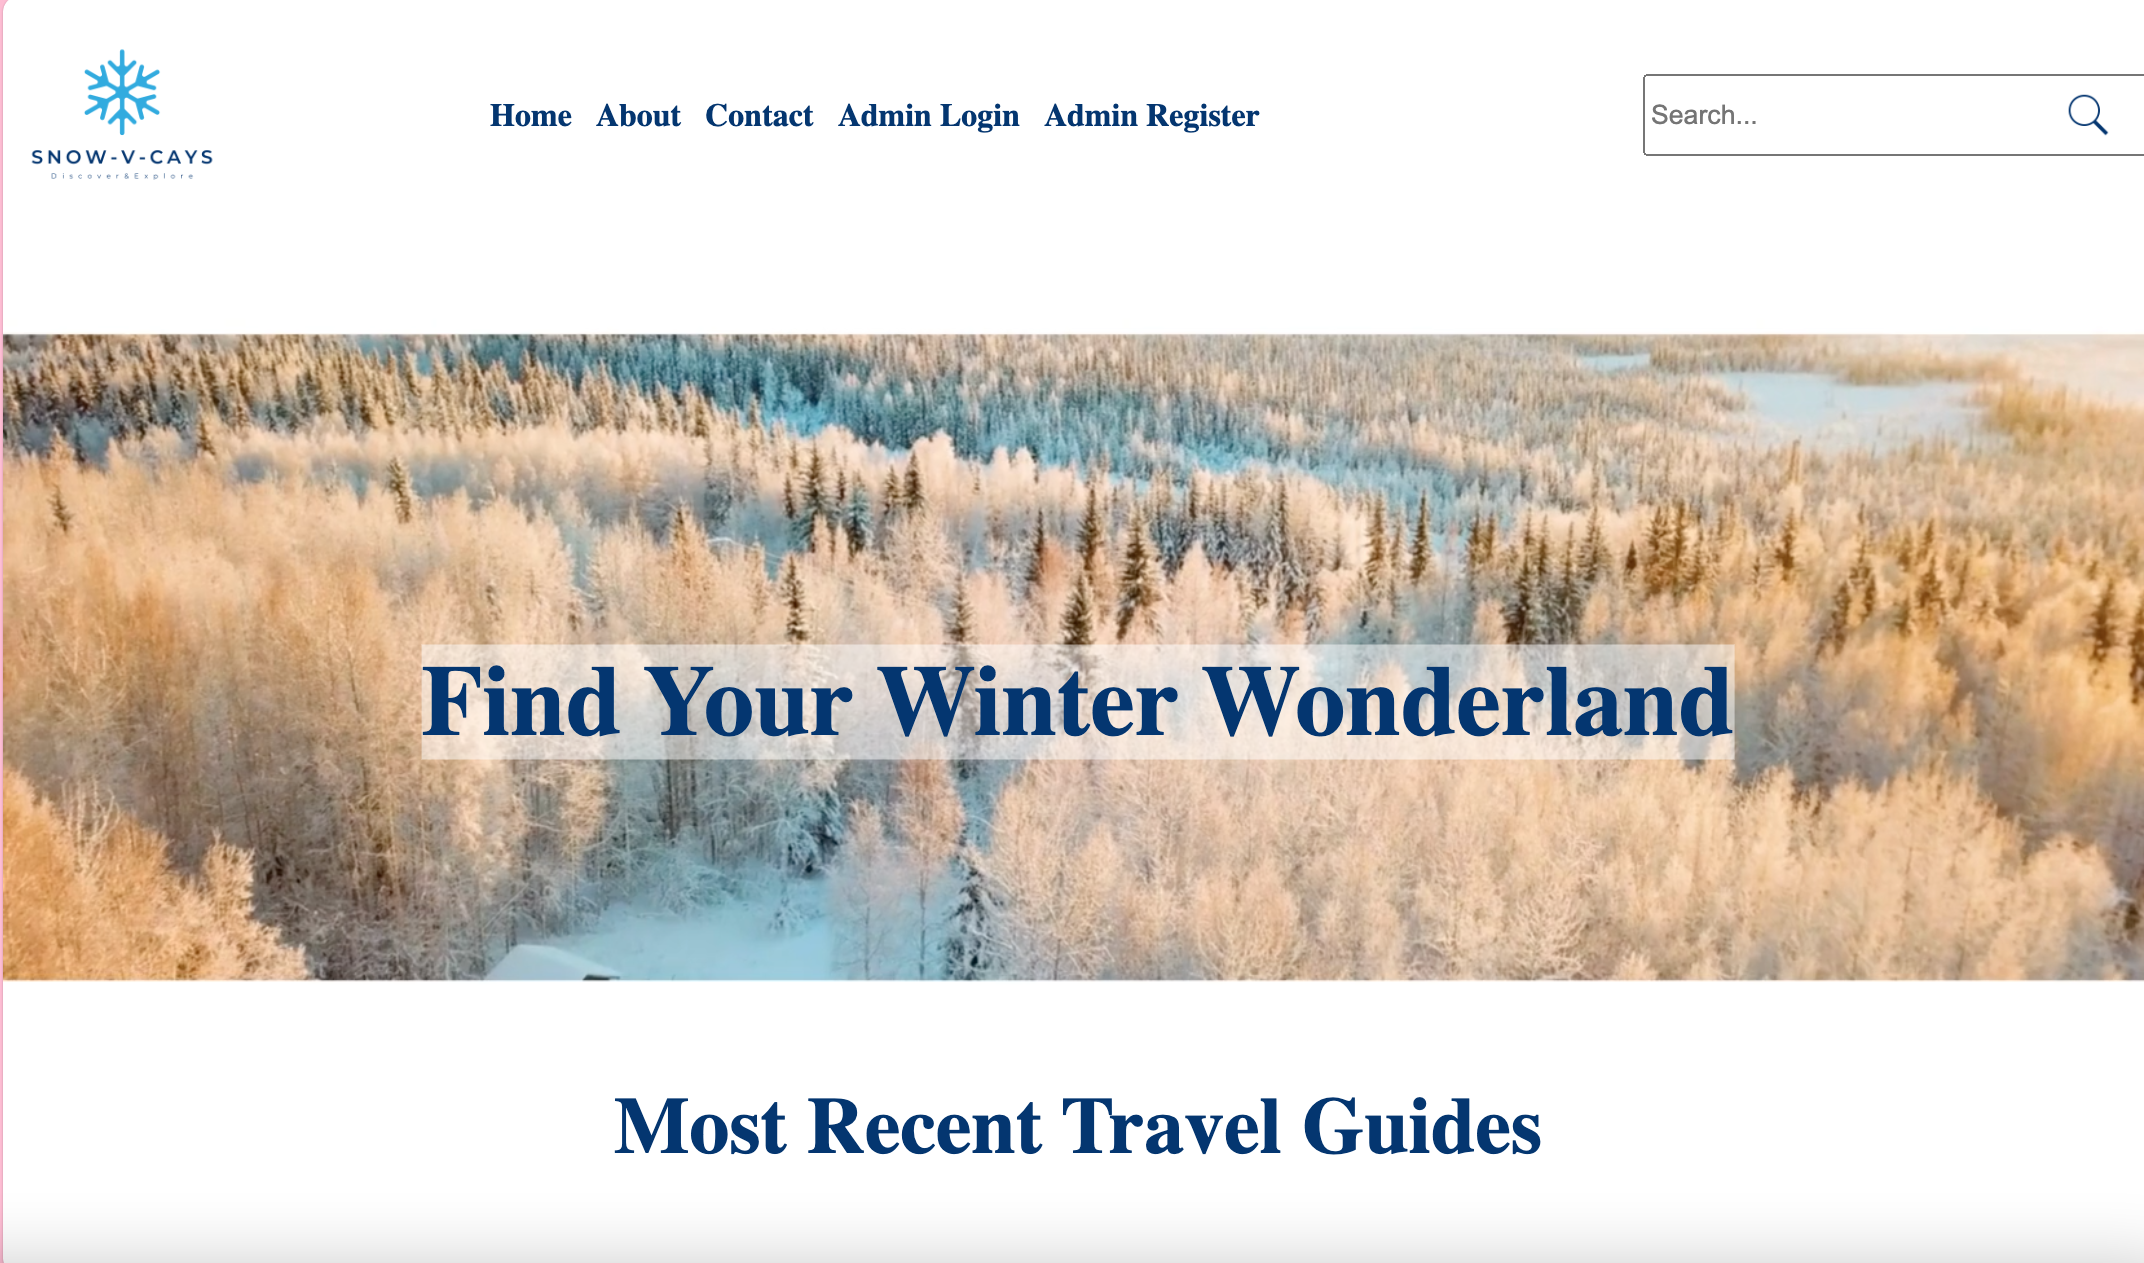 SNOW-V-CAYS
Discover&Explore
Home About Contact Admin Login Admin Register
Search...
Find Your Winter Wonderland
Most Recent Travel Guides